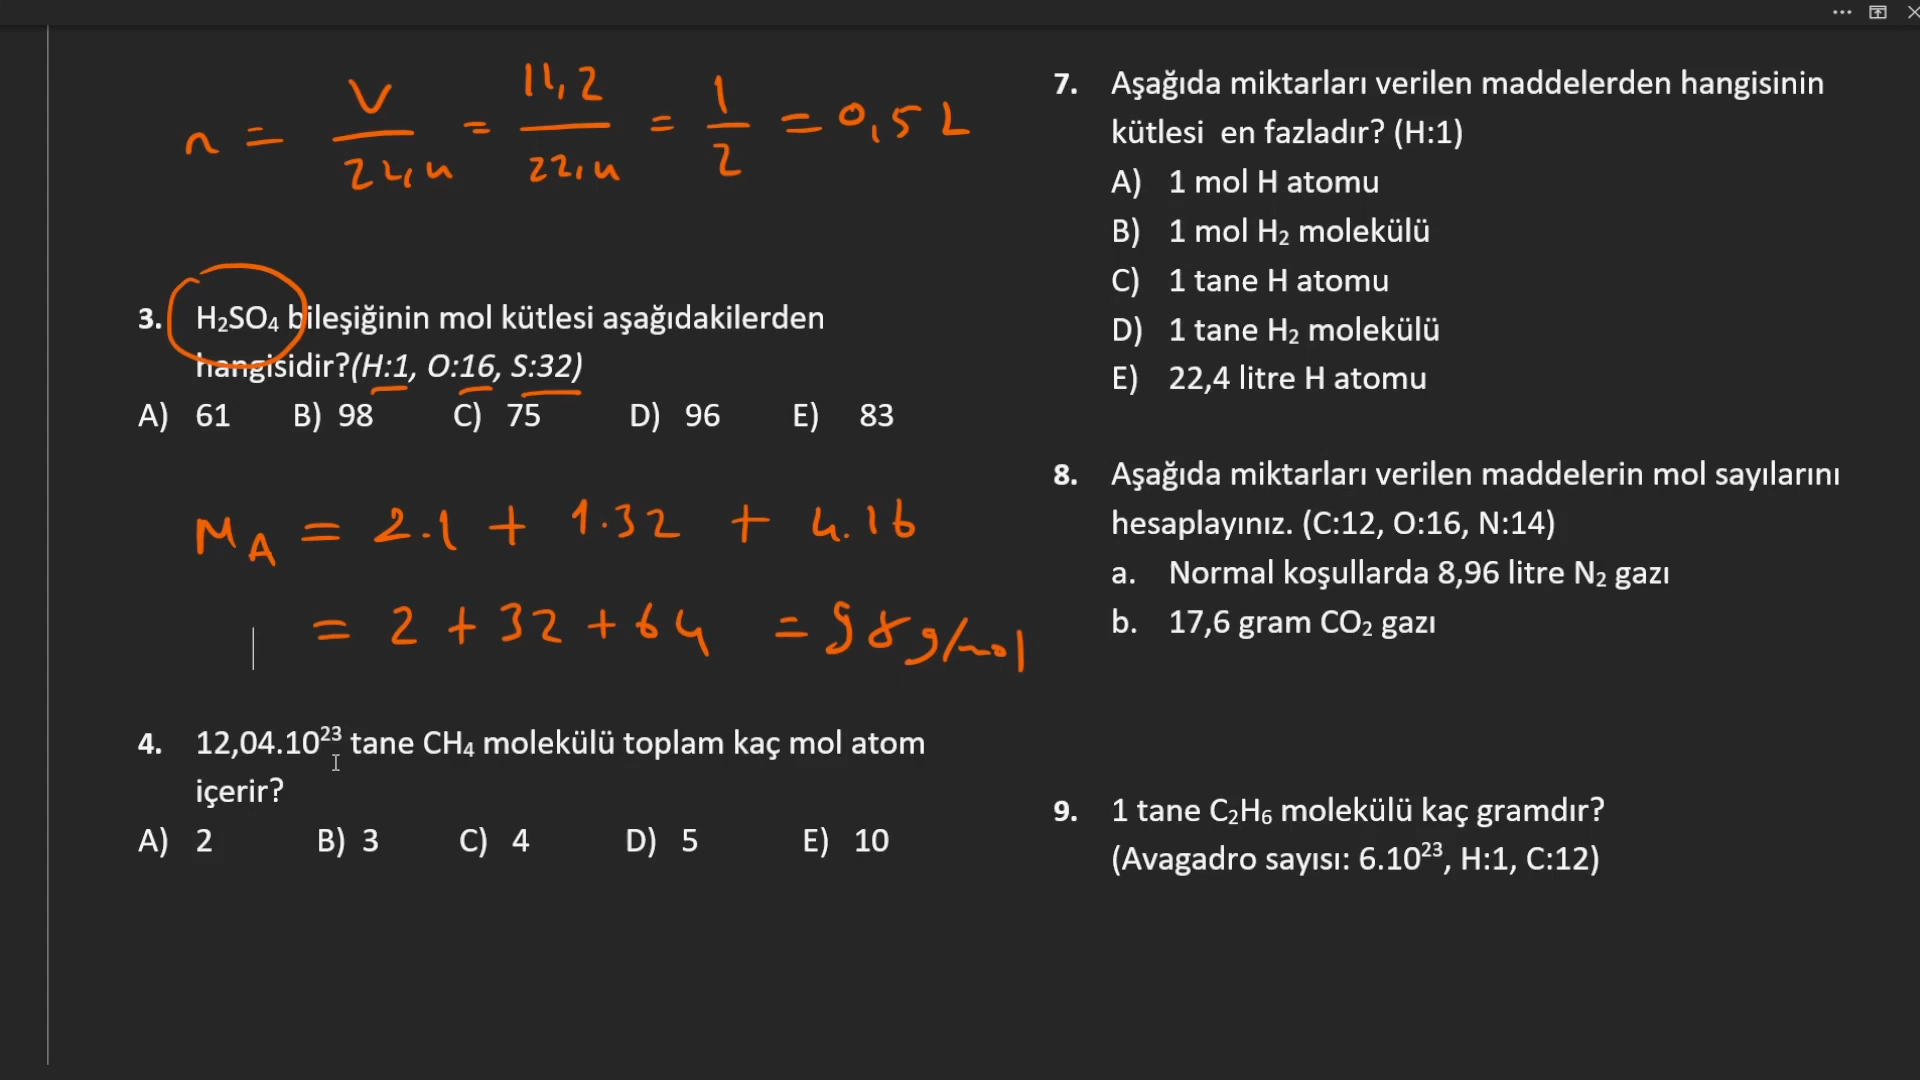 n = V/22,4 = 11,2/22,4 = 1/2 = 0,5 L
3. H₂SO₄ bileşiğinin mol kütlesi aşağıdakilerden
hangisidir?(H:1, O:16, S:32)
A) 61 B) 98 C) 75 D) 96 E) 83
MA = 2.1 + 1.32 + 4.16
= 2 + 32 + 64 = 98 g/mol
4. 12,04.10²³ tane CH₄ molekülü toplam kaç mol atom
içerir?
A) 2 B) 3 C) 4 D) 5 E) 10
7. Aşağıda miktarları verilen maddelerden hangisinin
kütlesi en fazladır? (H:1)
A) 1 mol H atomu
B) 1 mol H₂ molekülü
C) 1 tane H atomu
D) 1 tane H₂ molekülü
E) 22,4 litre H atomu
8. Aşağıda miktarları verilen maddelerin mol sayılarını
hesaplayınız. (C:12, O:16, N:14)
a. Normal koşullarda 8,96 litre N₂ gazı
b. 17,6 gram CO₂ gazı
9. 1 tane C₂H₆ molekülü kaç gramdır?
(Avagadro sayısı: 6.10²³, H:1, C:12)